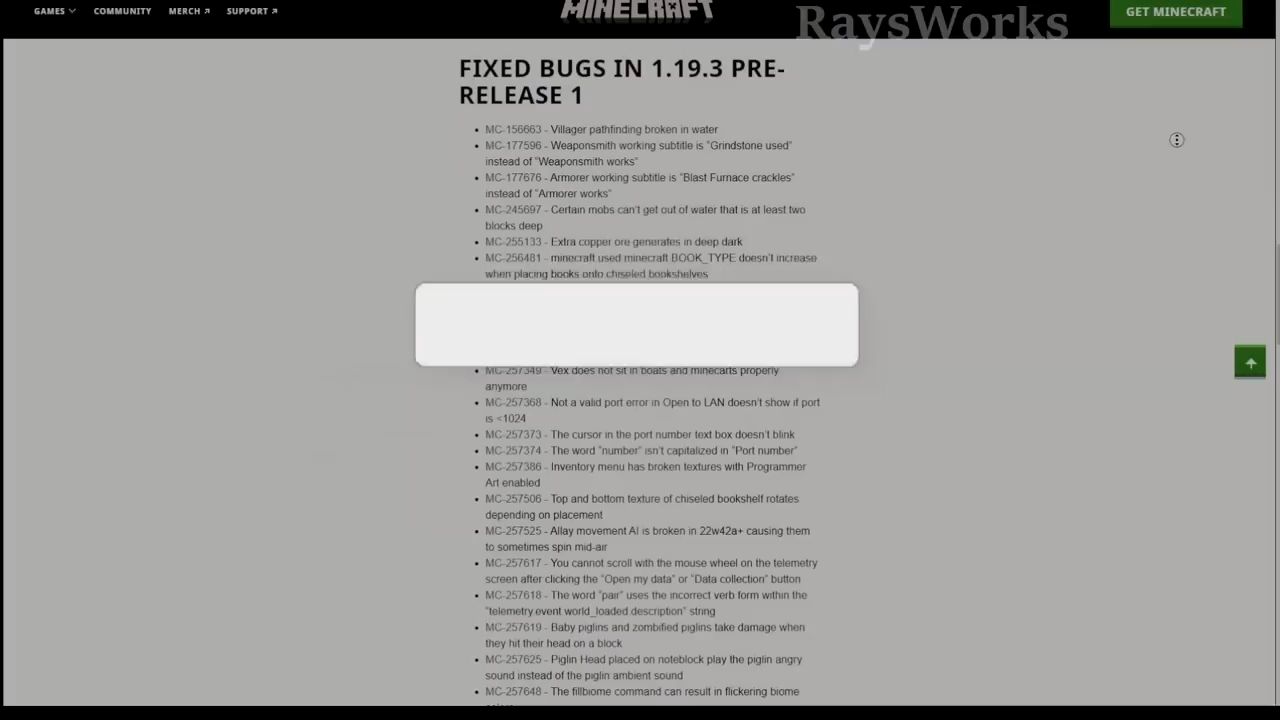 GAMES COMMUNITY MERCH SUPPORT MINECRAFT RaysWorks GET MINECRAFT
FIXED BUGS IN 1.19.3 PRE-
RELEASE 1
• MC-156663 - Villager pathfinding broken in water
• MC-177596 - Weaponsmith working subtitle is "Grindstone used"
instead of "Weaponsmith works"
• MC-177676 - Armorer working subtitle is "Blast Furnace crackles"
instead of "Armorer works"
• MC-245697 - Certain mobs can't get out of water that is at least two
blocks deep
• MC-255133 - Extra copper ore generates in deep dark
• MC-256481 - minecraft used minecraft BOOK_TYPE doesn't increase
when placing books onto chiseled bookshelves
• MC-257349 - Vex does not sit in boats and minecarts properly
anymore
• MC-257368 - Not a valid port error in Open to LAN doesn't show if port
is <1024
• MC-257373 - The cursor in the port number text box doesn't blink
• MC-257374 - The word "number" isn't capitalized in "Port number"
• MC-257386 - Inventory menu has broken textures with Programmer
Art enabled
• MC-257506 - Top and bottom texture of chiseled bookshelf rotates
depending on placement
• MC-257525 - Allay movement AI is broken in 22w42a+ causing them
to sometimes spin mid-air
• MC-257617 - You cannot scroll with the mouse wheel on the telemetry
screen after clicking the "Open my data" or "Data collection" button
• MC-257618 - The word "pair" uses the incorrect verb form within the
"telemetry event world_loaded description" string
• MC-257619 - Baby piglins and zombified piglins take damage when
they hit their head on a block
• MC-257625 - Piglin Head placed on noteblock play the piglin angry
sound instead of the piglin ambient sound
• MC-257648 - The fillbiome command can result in flickering biome